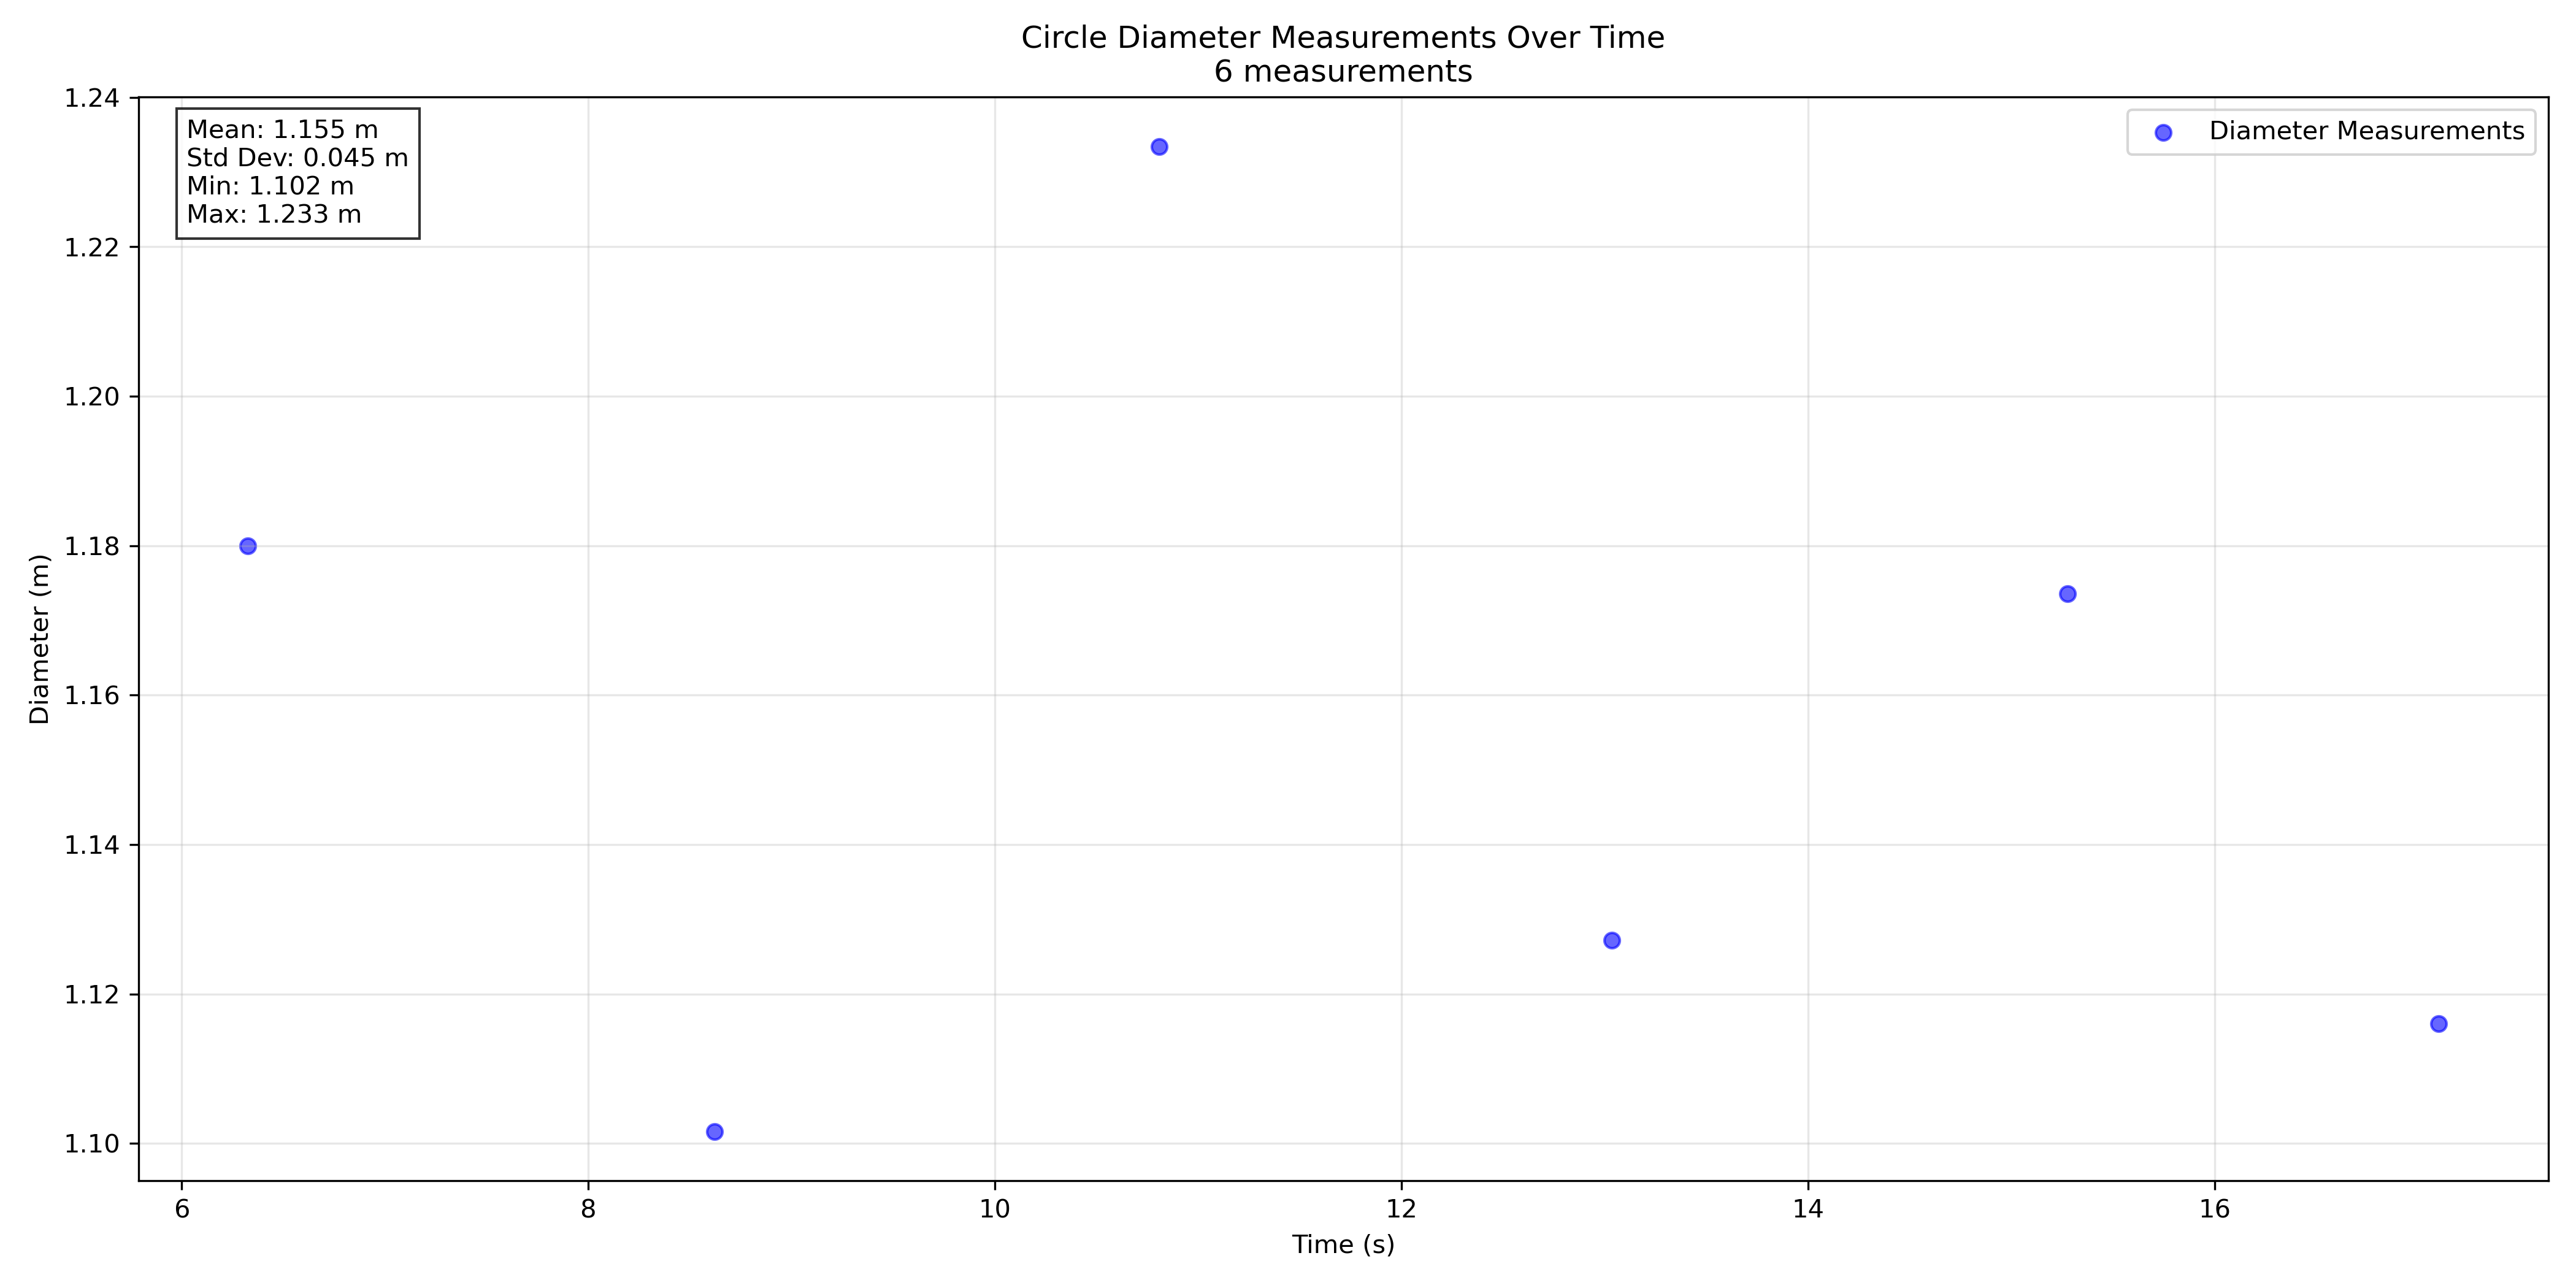 Circle Diameter Measurements Over Time
6 measurements
Mean: 1.155 m
Std Dev: 0.045 m
Min: 1.102 m
Max: 1.233 m
Diameter Measurements
Diameter (m)
1.24
1.22
1.20
1.18
1.16
1.14
1.12
1.10
6 8 10 12 14 16
Time (s)